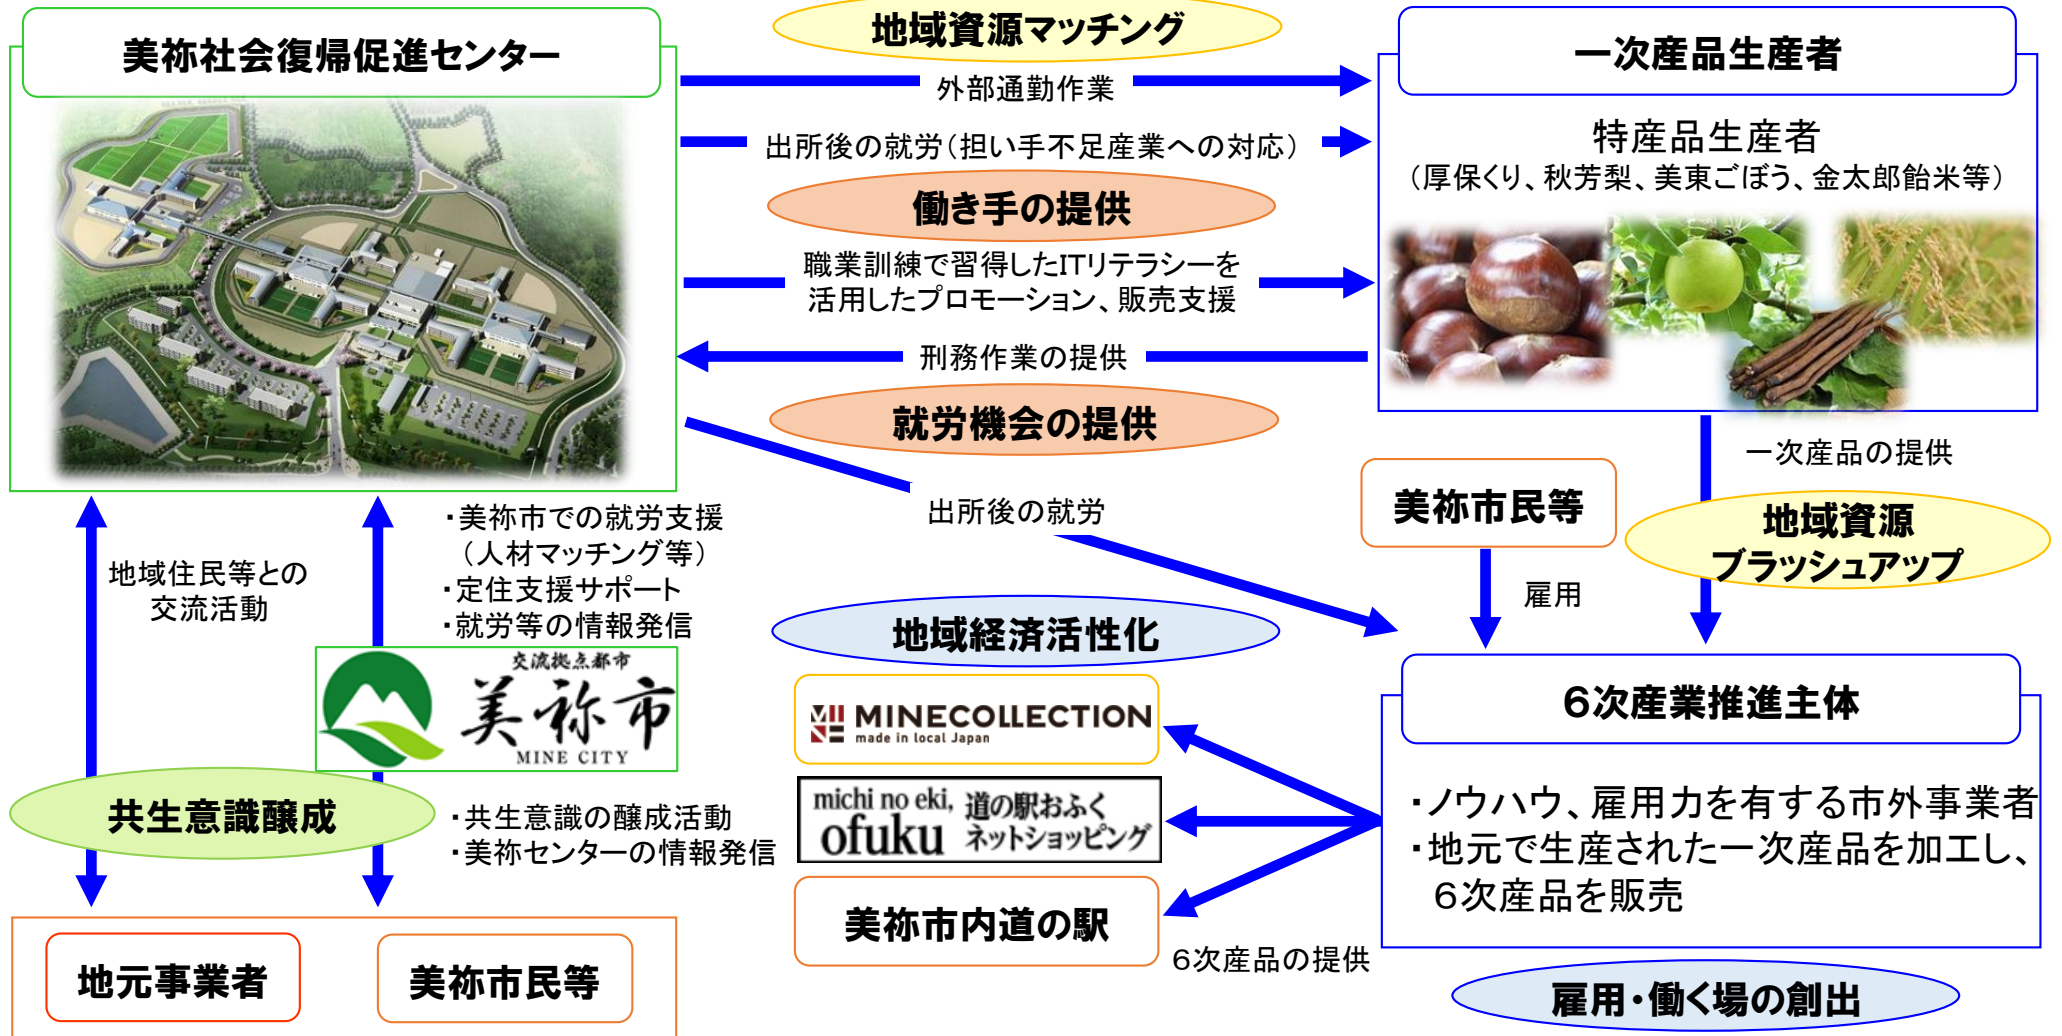 美祢社会復帰促進センター
地域資源マッチング
外部通勤作業
出所後の就労（担い手不足産業への対応）
働き手の提供
職業訓練で習得したITリテラシーを
活用したプロモーション、販売支援
刑務作業の提供
就労機会の提供
一次産品生産者
特産品生産者
（厚保くり、秋芳梨、美東ごぼう、金太郎飴米等）
出所後の就労
美祢市民等
雇用
一次産品の提供
地域資源
ブラッシュアップ
地域住民等との
交流活動
・美祢市での就労支援
（人材マッチング等）
・定住支援サポート
・就労等の情報発信
交流拠点都市
美祢市
MINE CITY
共生意識醸成
・共生意識の醸成活動
・美祢センターの情報発信
地元事業者
美祢市民等
地域経済活性化
MINE
MINECOLLECTION
made in local Japan
michi no eki,
ofuku
道の駅おふく
ネットショッピング
美祢市内道の駅
6次産品の提供
6次産業推進主体
・ノウハウ、雇用力を有する市外事業者
・地元で生産された一次産品を加工し、
6次産品を販売
雇用・働く場の創出